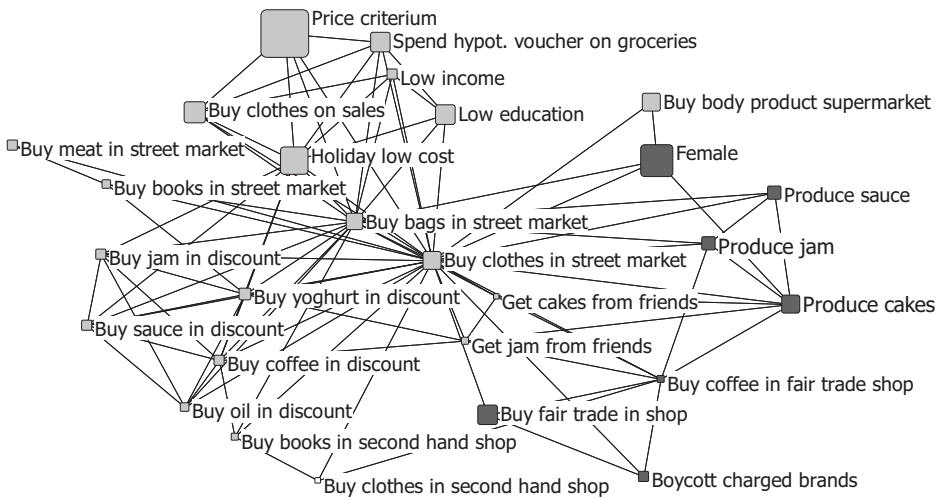 Price criterium
Spend hypot. voucher on groceries
Low income
Buy clothes on sales
Low education
Buy body product supermarket
Buy meat in street market
Holiday low cost
Female
Buy books in street market
Produce sauce
Buy bags in street market
Produce jam
Buy jam in discount
Buy clothes in street market
Buy yoghurt in discount
Get cakes from friends
Produce cakes
Buy sauce in discount
Get jam from friends
Buy coffee in discount
Buy coffee in fair trade shop
Buy oil in discount
Buy fair trade in shop
Buy books in second hand shop
Boycott charged brands
Buy clothes in second hand shop